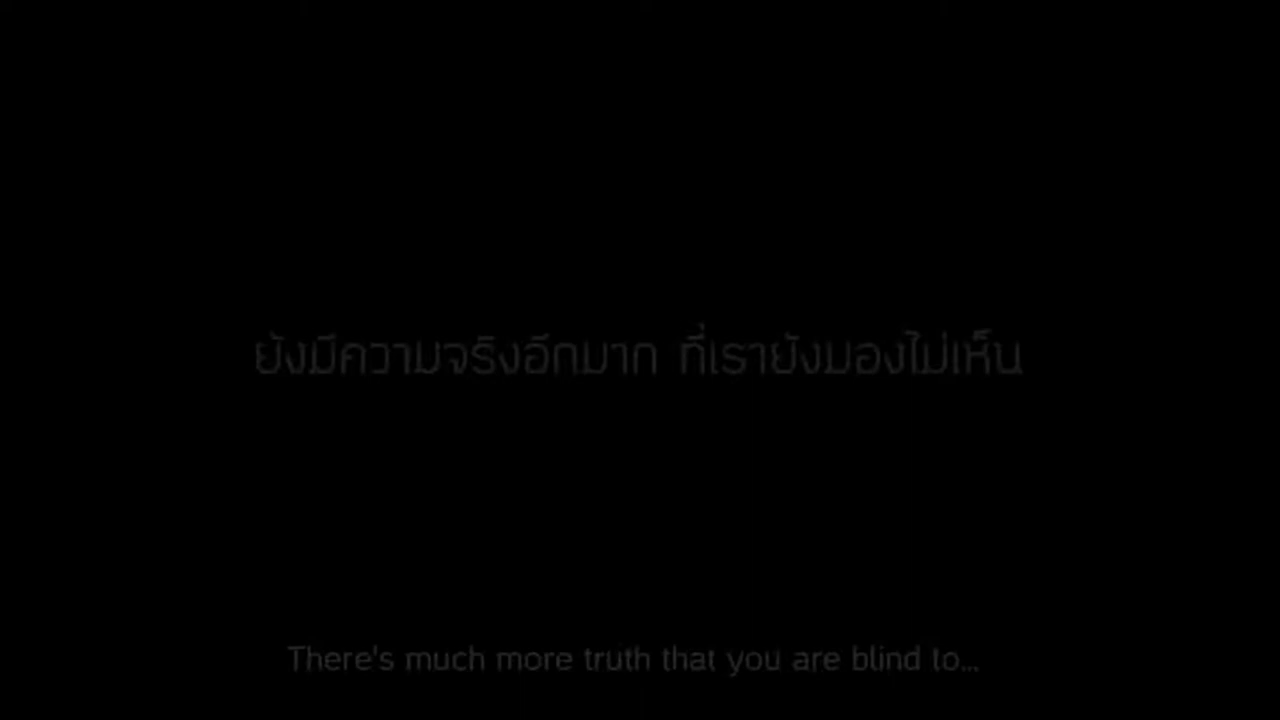 ยังมีความจริงอีกมาก ที่เรายังมองไม่เห็น
There's much more truth that you are blind to...